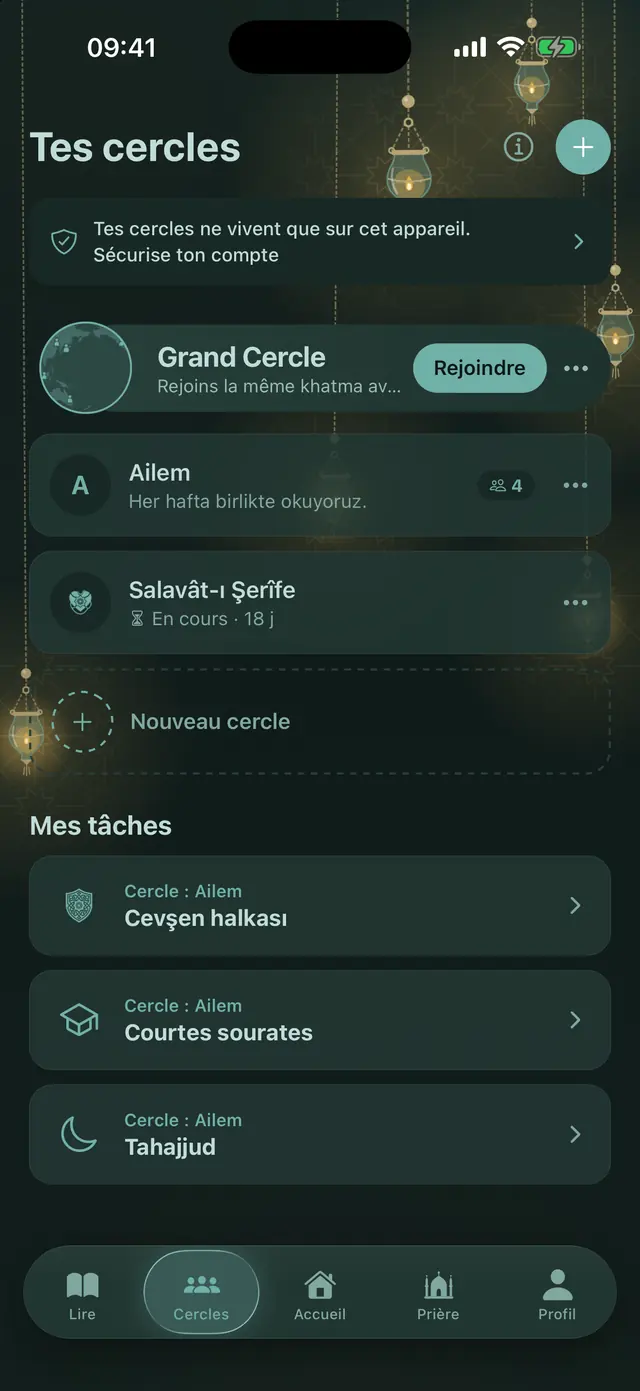 09:41
Tes cercles
Tes cercles ne vivent que sur cet appareil.
Sécurise ton compte
Grand Cercle
Rejoins la même khatma av...
Rejoindre
A
Ailem
Her hafta birlikte okuyoruz.
4
Salavât-ı Şerîfe
En cours · 18 j
Nouveau cercle
Mes tâches
Cercle : Ailem
Cevşen halkası
Cercle : Ailem
Courtes sourates
Cercle : Ailem
Tahajjud
Lire
Cercles
Accueil
Prière
Profil